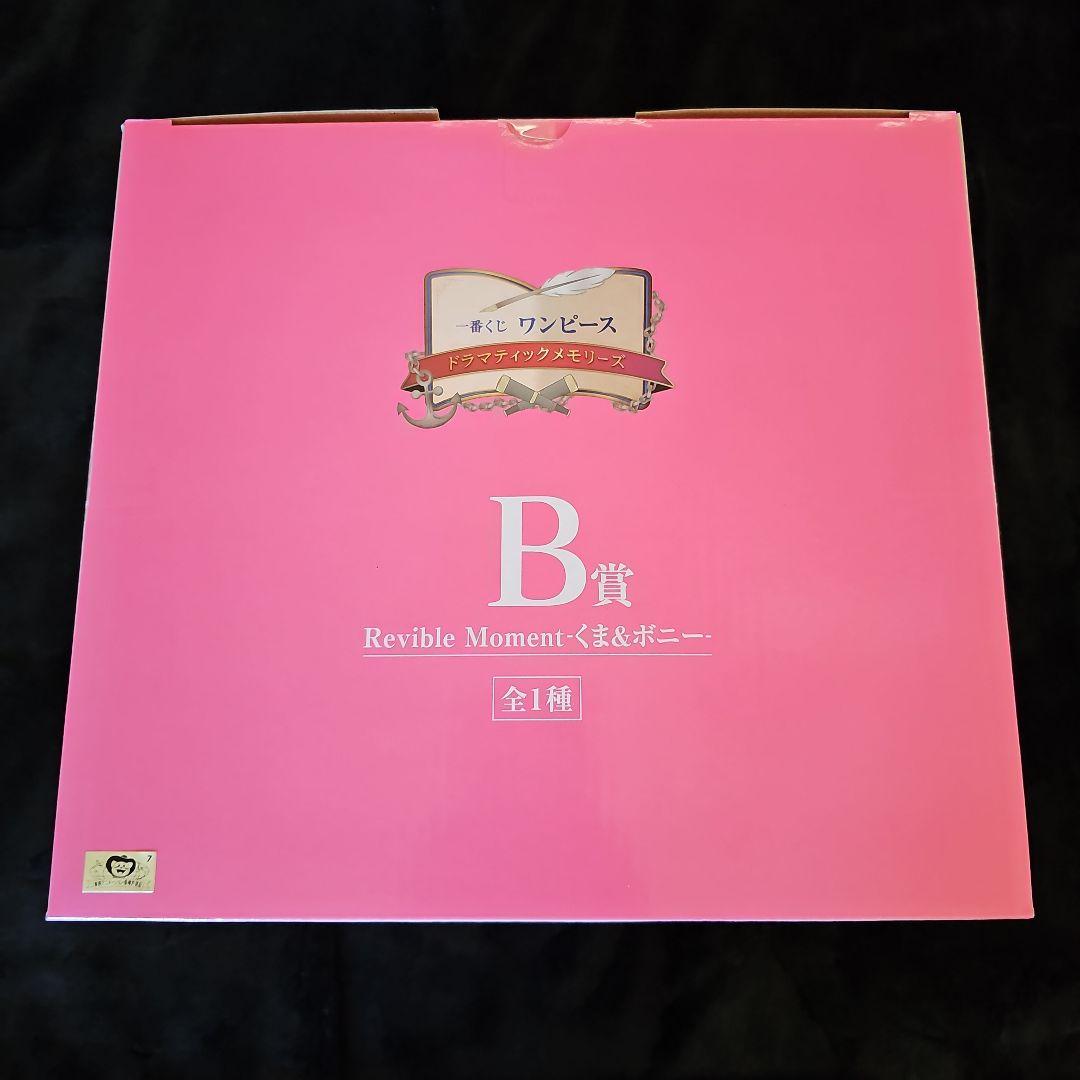 一番くじ ワンピース
ドラマティックメモリーズ
B賞
Revible Moment-くま&ボニー-
全1種
7